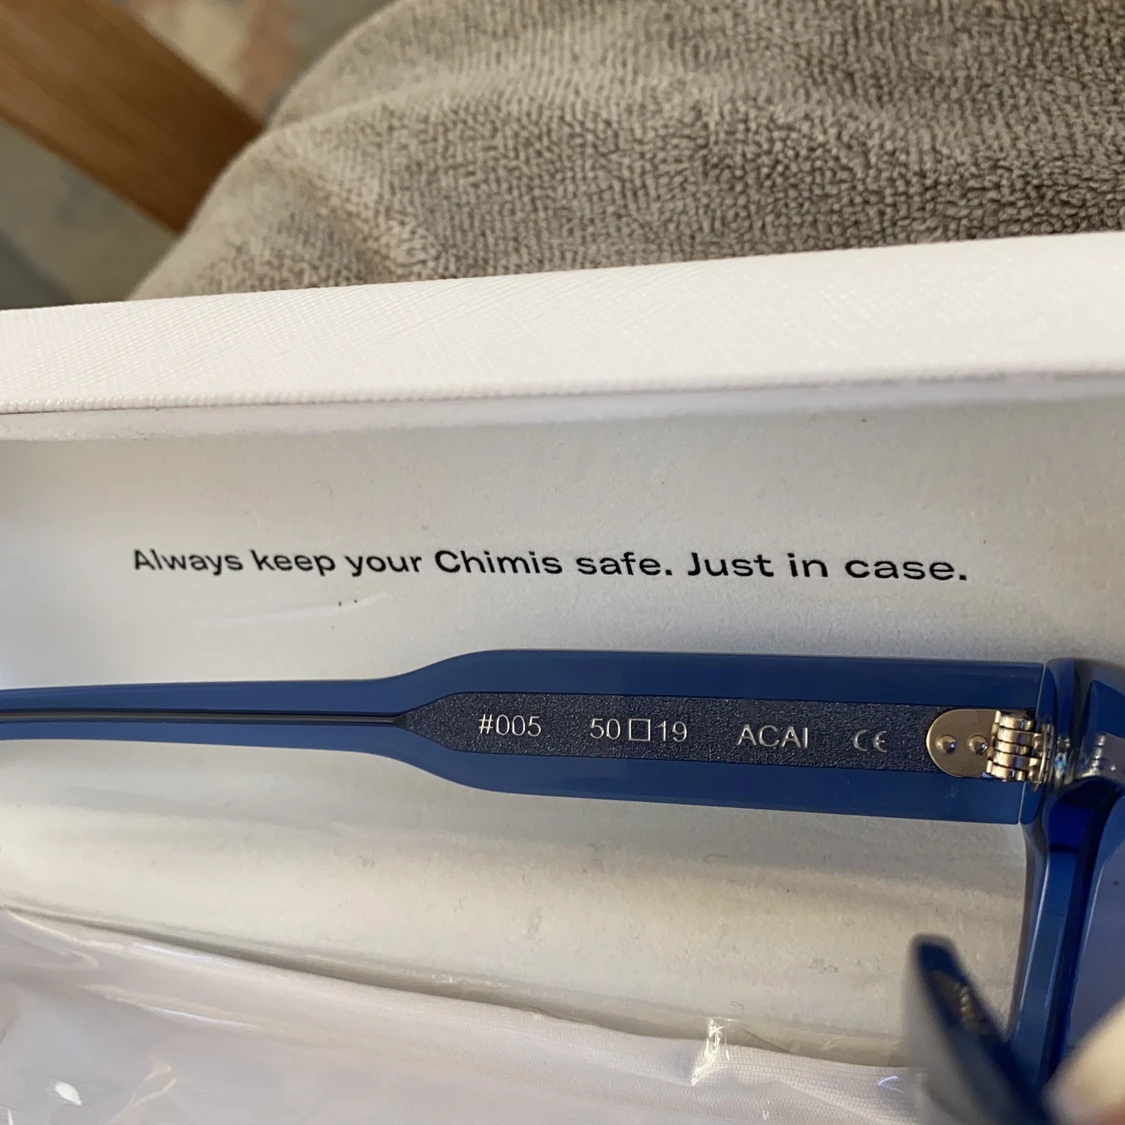 Always keep your Chimis safe. Just in case.
#005 50□19 ACAI CE